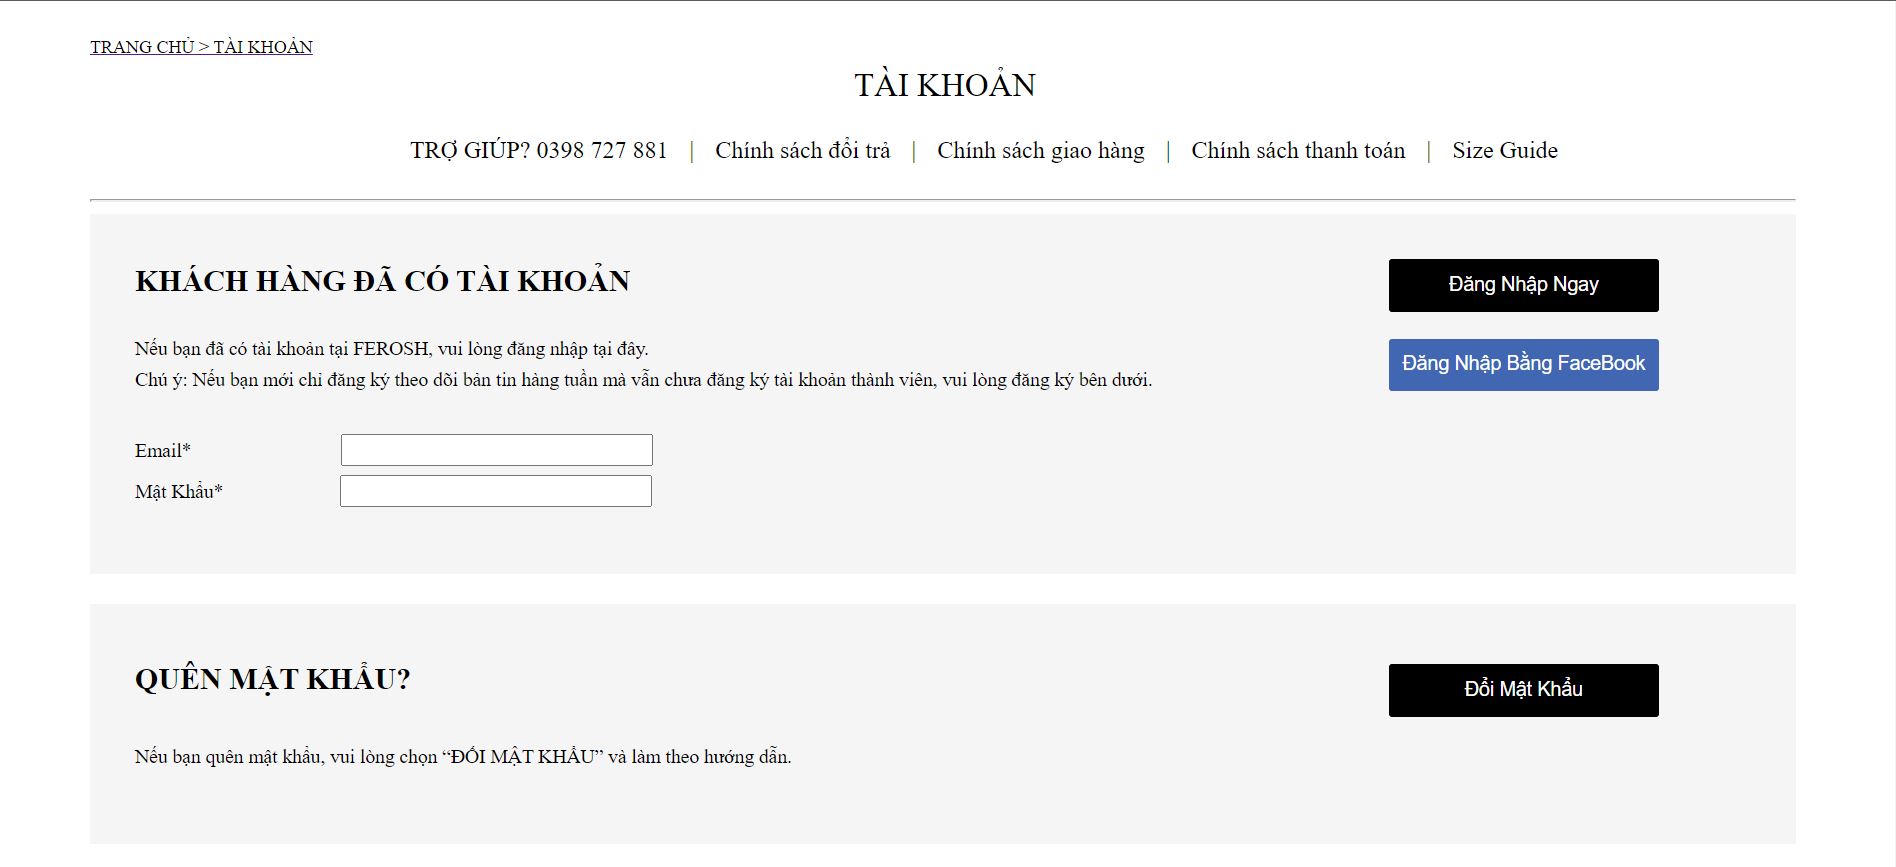 TRANG CHỦ > TÀI KHOẢN
TÀI KHOẢN
TRỢ GIÚP? 0398 727 881 | Chính sách đổi trả | Chính sách giao hàng | Chính sách thanh toán | Size Guide
KHÁCH HÀNG ĐÃ CÓ TÀI KHOẢN
Đăng Nhập Ngay
Nếu bạn đã có tài khoản tại FEROSH, vui lòng đăng nhập tại đây.
Đăng Nhập Bằng FaceBook
Chú ý: Nếu bạn mới chỉ đăng ký theo dõi bản tin hàng tuần mà vẫn chưa đăng ký tài khoản thành viên, vui lòng đăng ký bên dưới.
Email*
Mật Khẩu*
QUÊN MẬT KHẨU?
Đổi Mật Khẩu
Nếu bạn quên mật khẩu, vui lòng chọn “ĐỔI MẬT KHẨU” và làm theo hướng dẫn.